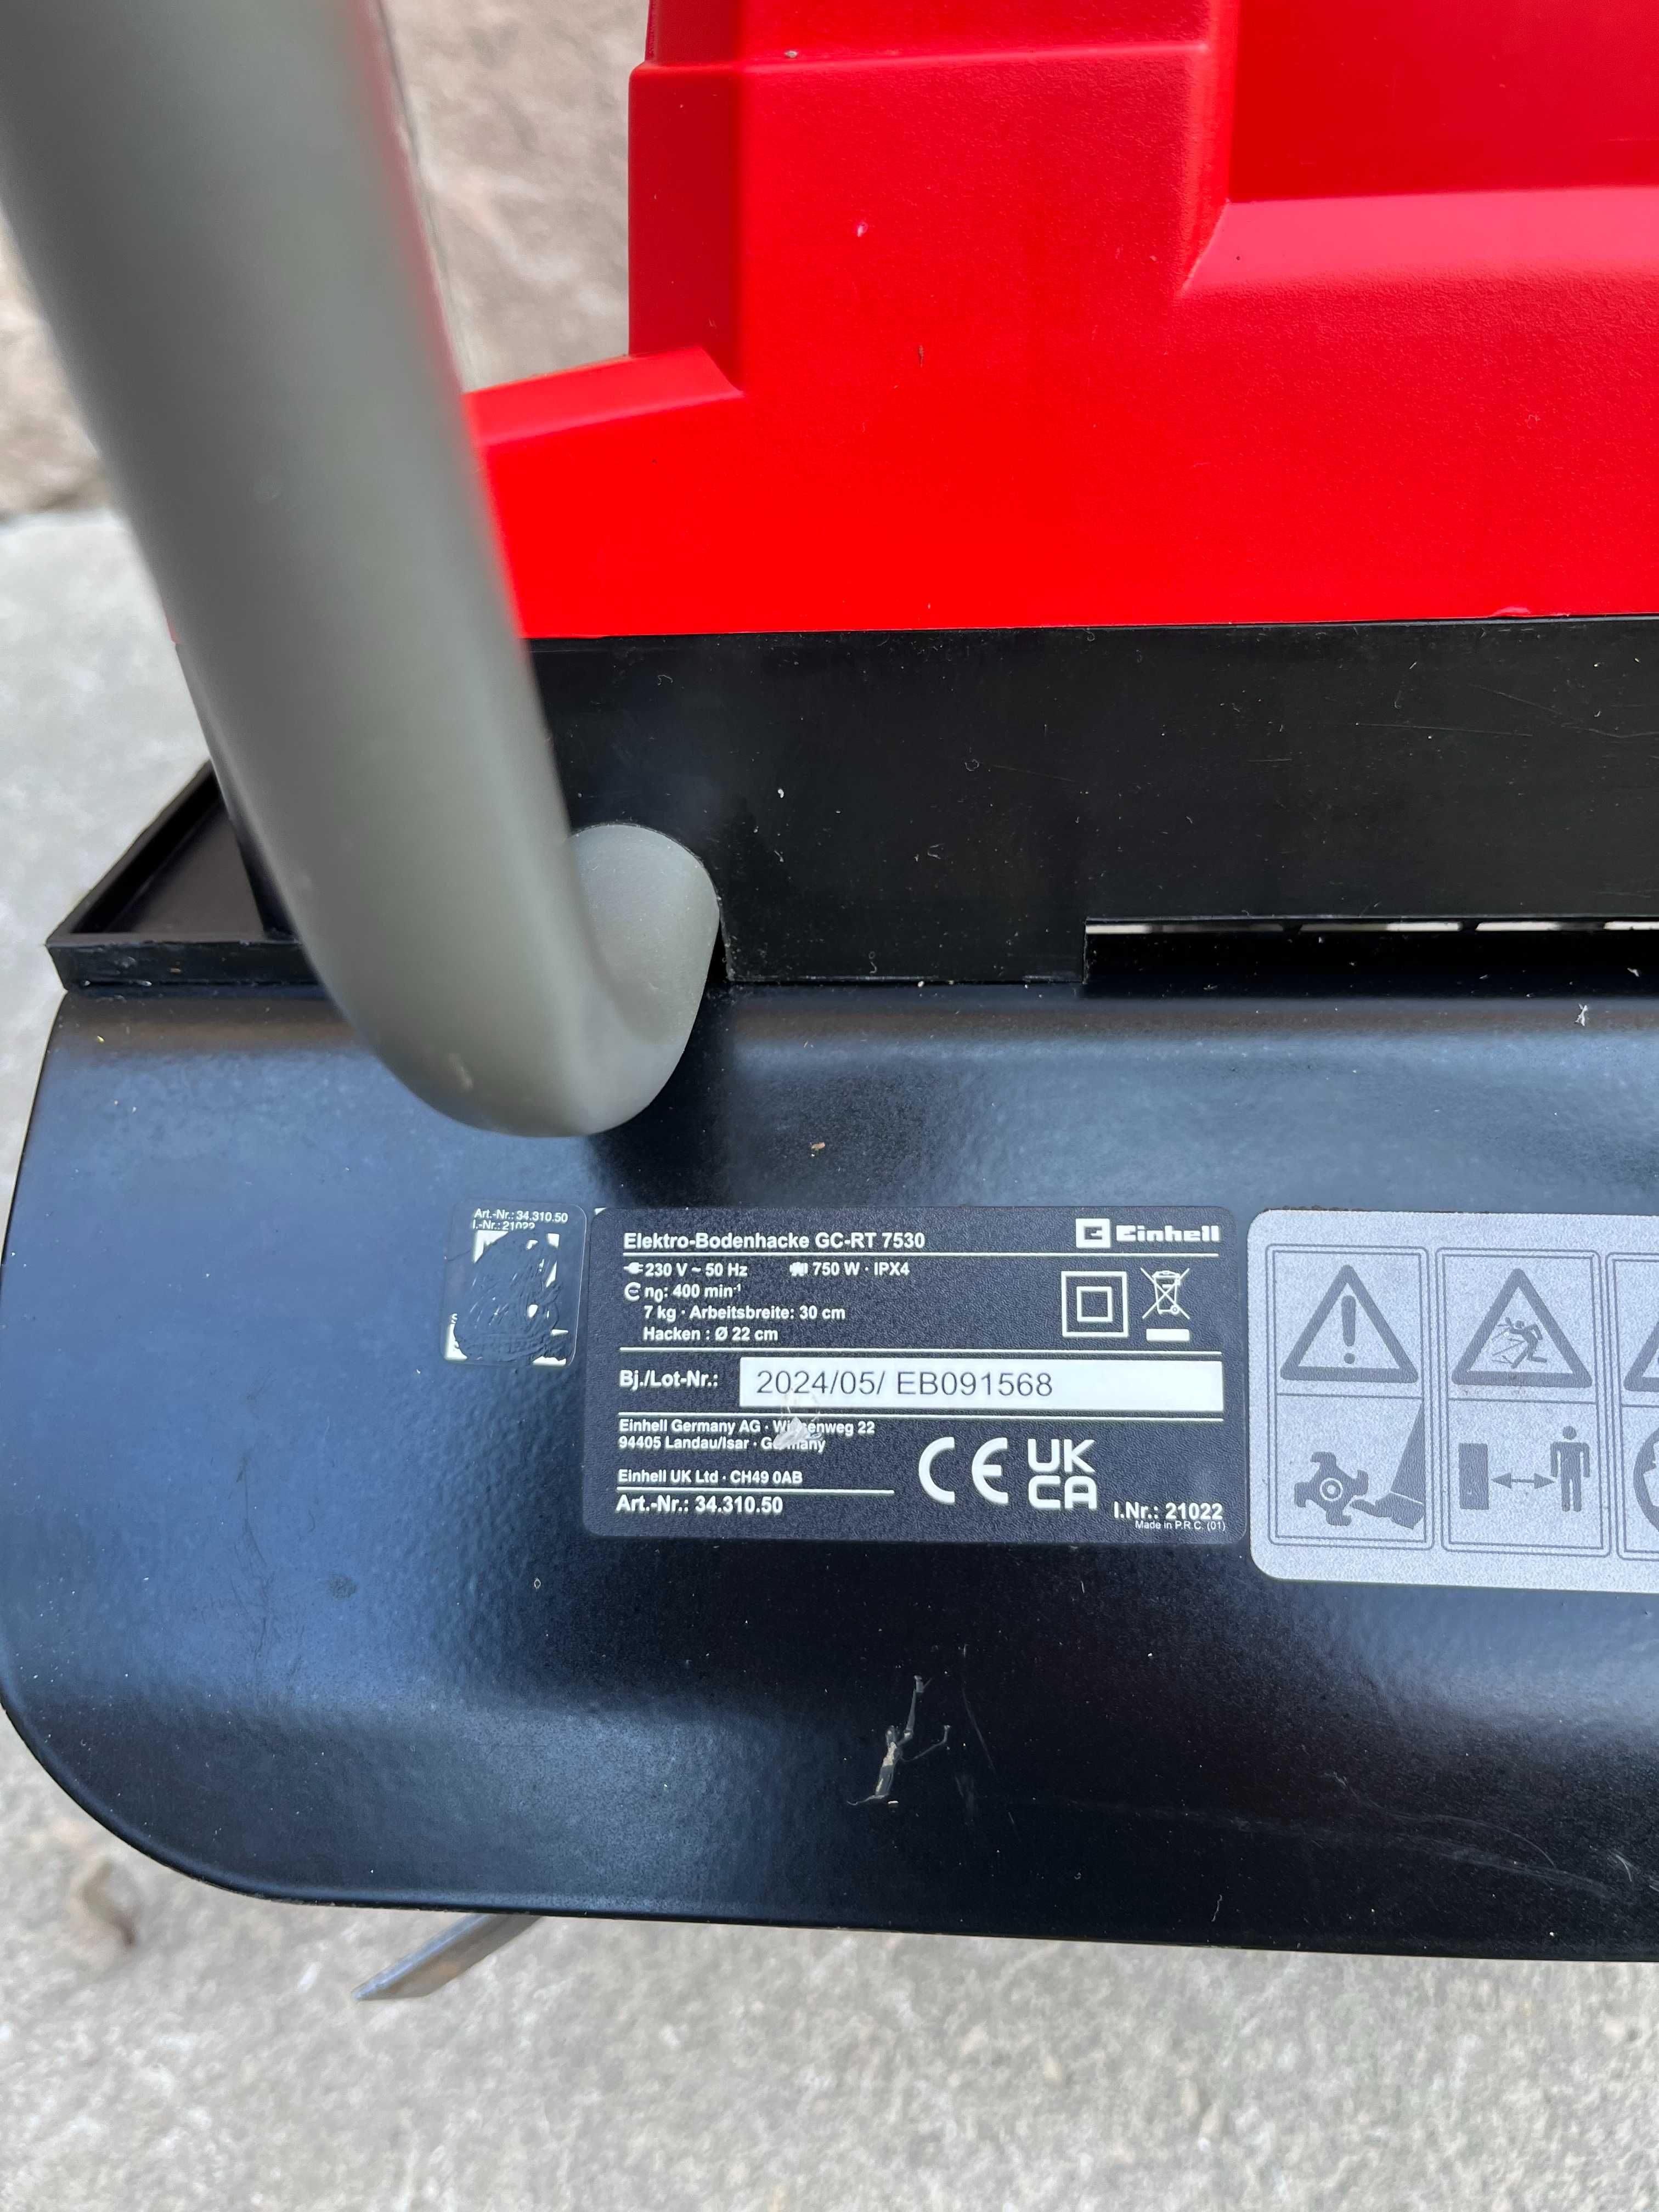 Art.-Nr.: 34.310.50
I.-Nr.: 21022
Elektro-Bodenhacke GC-RT 7530
Einhell
230 V ~ 50 Hz 750 W · IPX4
n0: 400 min-1
7 kg · Arbeitsbreite: 30 cm
Hacken : Ø 22 cm
Bj./Lot-Nr.: 2024/05/ EB091568
Einhell Germany AG · Wiesenweg 22
94405 Landau/Isar · Germany
Einhell UK Ltd · CH49 0AB
Art.-Nr.: 34.310.50
CE
UK
CA
I.Nr.: 21022
Made in P.R.C. (01)